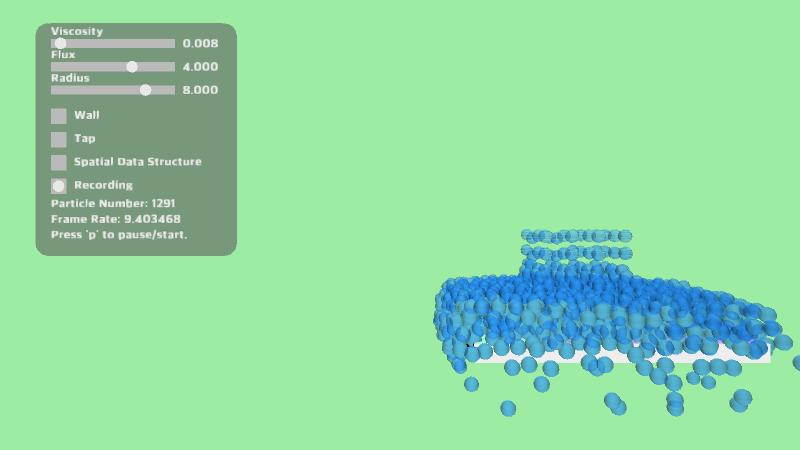 Viscosity
0.008
Flux
4.000
Radius
8.000
Wall
Tap
Spatial Data Structure
Recording
Particle Number: 1291
Frame Rate: 9.403468
Press 'p' to pause/start.